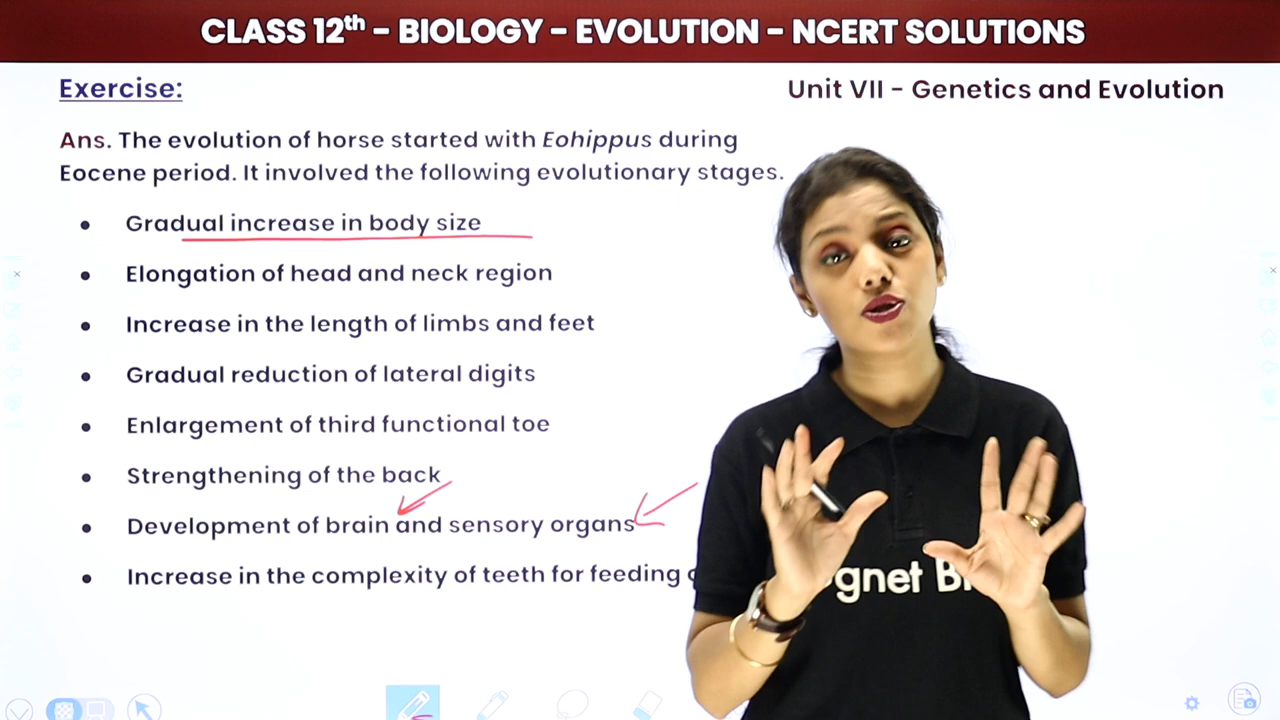 CLASS 12th – BIOLOGY – EVOLUTION – NCERT SOLUTIONS
Exercise:
Unit VII – Genetics and Evolution
Ans. The evolution of horse started with Eohippus during
Eocene period. It involved the following evolutionary stages.
• Gradual increase in body size
• Elongation of head and neck region
• Increase in the length of limbs and feet
• Gradual reduction of lateral digits
• Enlargement of third functional toe
• Strengthening of the back
• Development of brain and sensory organs
• Increase in the complexity of teeth for feeding
gnet B